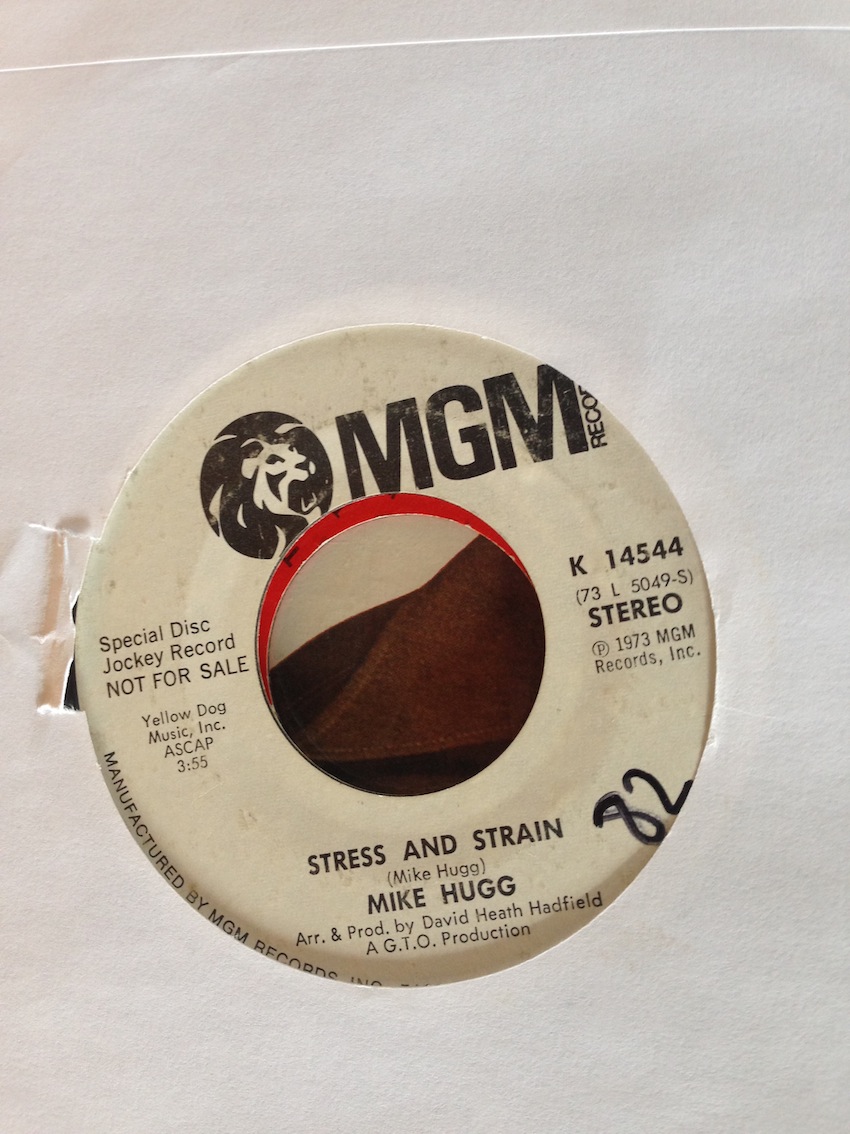 MGM
RECOR
K 14544
(73 L 5049-S)
STEREO
℗ 1973 MGM
Records, Inc.
Special Disc
Jockey Record
NOT FOR SALE
Yellow Dog
Music, Inc.
ASCAP
3:55
82
STRESS AND STRAIN
(Mike Hugg)
MIKE HUGG
Arr. & Prod. by David Heath Hadfield
A G.T.O. Production
MANUFACTURED BY MGM RECORDS, INC.